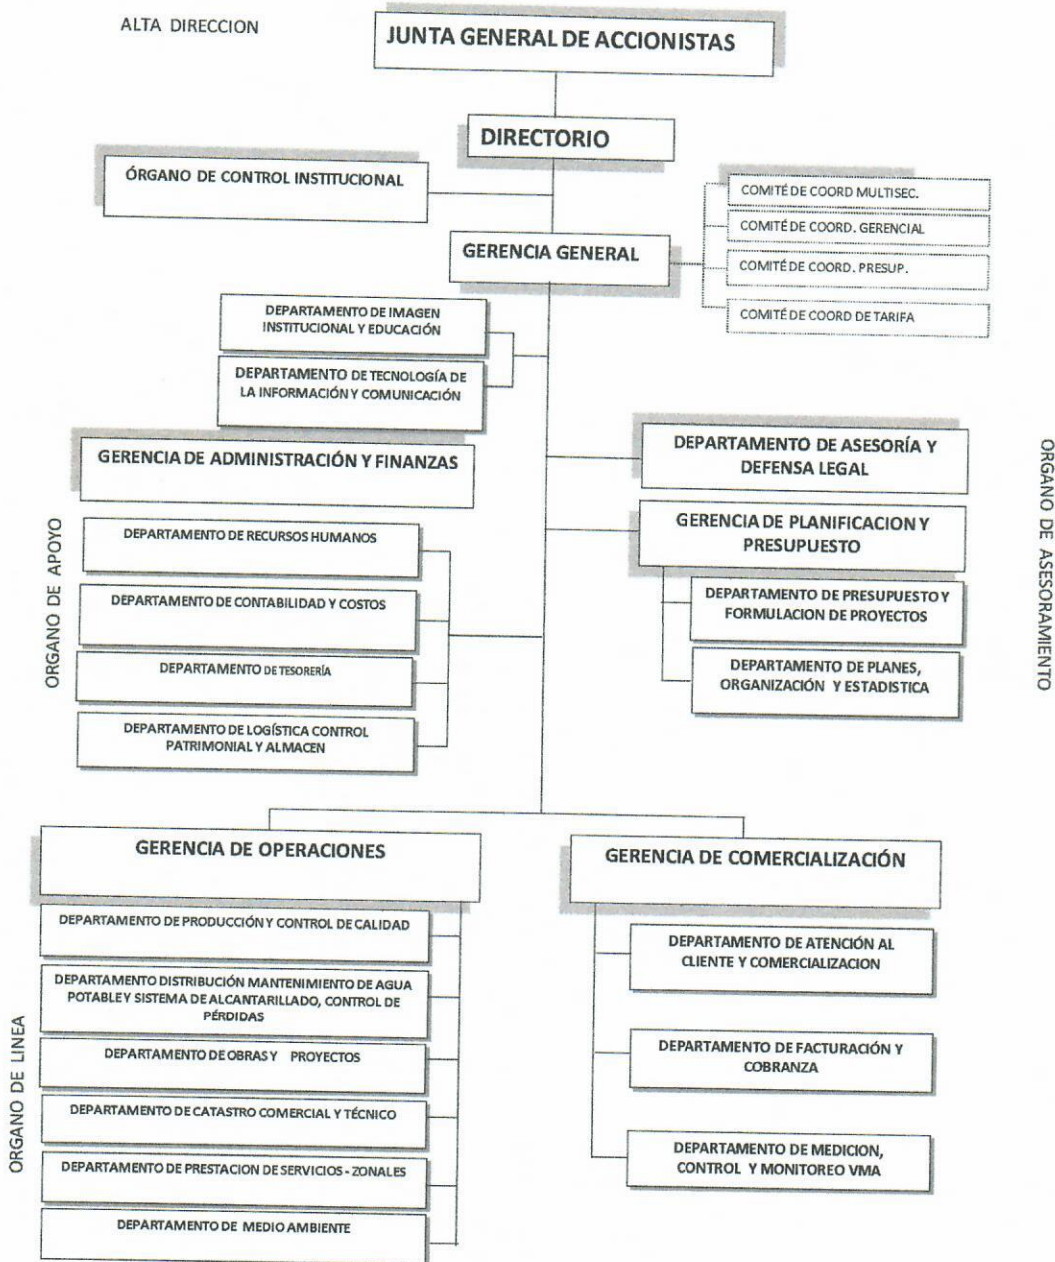 ALTA DIRECCION
JUNTA GENERAL DE ACCIONISTAS
DIRECTORIO
ÓRGANO DE CONTROL INSTITUCIONAL
COMITÉ DE COORD MULTISEC.
COMITÉ DE COORD. GERENCIAL
COMITÉ DE COORD. PRESUP.
COMITÉ DE COORD DE TARIFA
GERENCIA GENERAL
DEPARTAMENTO DE IMAGEN
INSTITUCIONAL Y EDUCACIÓN
DEPARTAMENTO DE TECNOLOGÍA DE
LA INFORMACIÓN Y COMUNICACIÓN
GERENCIA DE ADMINISTRACIÓN Y FINANZAS
ORGANO DE APOYO
DEPARTAMENTO DE RECURSOS HUMANOS
DEPARTAMENTO DE CONTABILIDAD Y COSTOS
DEPARTAMENTO DE TESORERÍA
DEPARTAMENTO DE LOGÍSTICA CONTROL
PATRIMONIAL Y ALMACEN
DEPARTAMENTO DE ASESORÍA Y
DEFENSA LEGAL
GERENCIA DE PLANIFICACION Y
PRESUPUESTO
DEPARTAMENTO DE PRESUPUESTO Y
FORMULACION DE PROYECTOS
DEPARTAMENTO DE PLANES,
ORGANIZACIÓN Y ESTADISTICA
ORGANO DE ASESORAMIENTO
GERENCIA DE OPERACIONES
ORGANO DE LINEA
DEPARTAMENTO DE PRODUCCIÓN Y CONTROL DE CALIDAD
DEPARTAMENTO DISTRIBUCIÓN MANTENIMIENTO DE AGUA
POTABLE Y SISTEMA DE ALCANTARILLADO, CONTROL DE
PÉRDIDAS
DEPARTAMENTO DE OBRAS Y PROYECTOS
DEPARTAMENTO DE CATASTRO COMERCIAL Y TÉCNICO
DEPARTAMENTO DE PRESTACION DE SERVICIOS - ZONALES
DEPARTAMENTO DE MEDIO AMBIENTE
GERENCIA DE COMERCIALIZACIÓN
DEPARTAMENTO DE ATENCIÓN AL
CLIENTE Y COMERCIALIZACION
DEPARTAMENTO DE FACTURACIÓN Y
COBRANZA
DEPARTAMENTO DE MEDICION,
CONTROL Y MONITOREO VMA